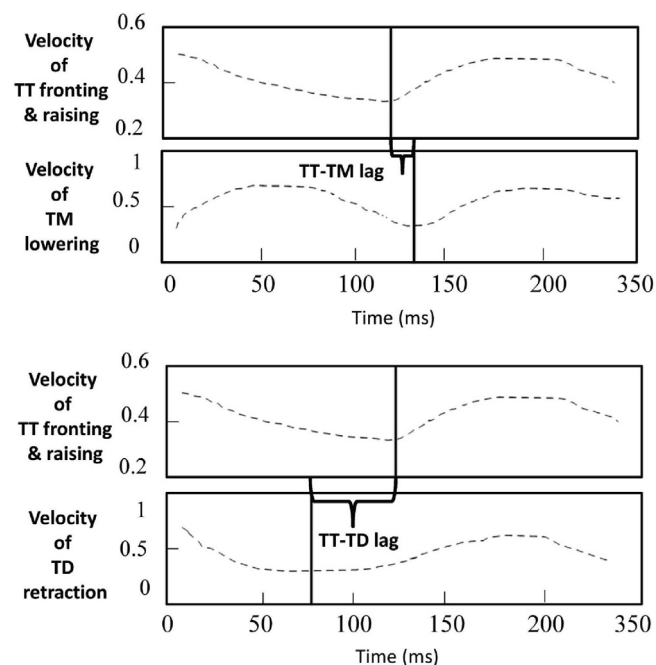 Velocity
of
TT fronting
& raising
0.6
0.4
0.2
TT-TM lag
Velocity
of
TM
lowering
1
0.5
0
0 50 100 150 200 350
Time (ms)
Velocity
of
TT fronting
& raising
0.6
0.4
0.2
TT-TD lag
Velocity
of
TD
retraction
1
0.5
0
0 50 100 150 200 350
Time (ms)